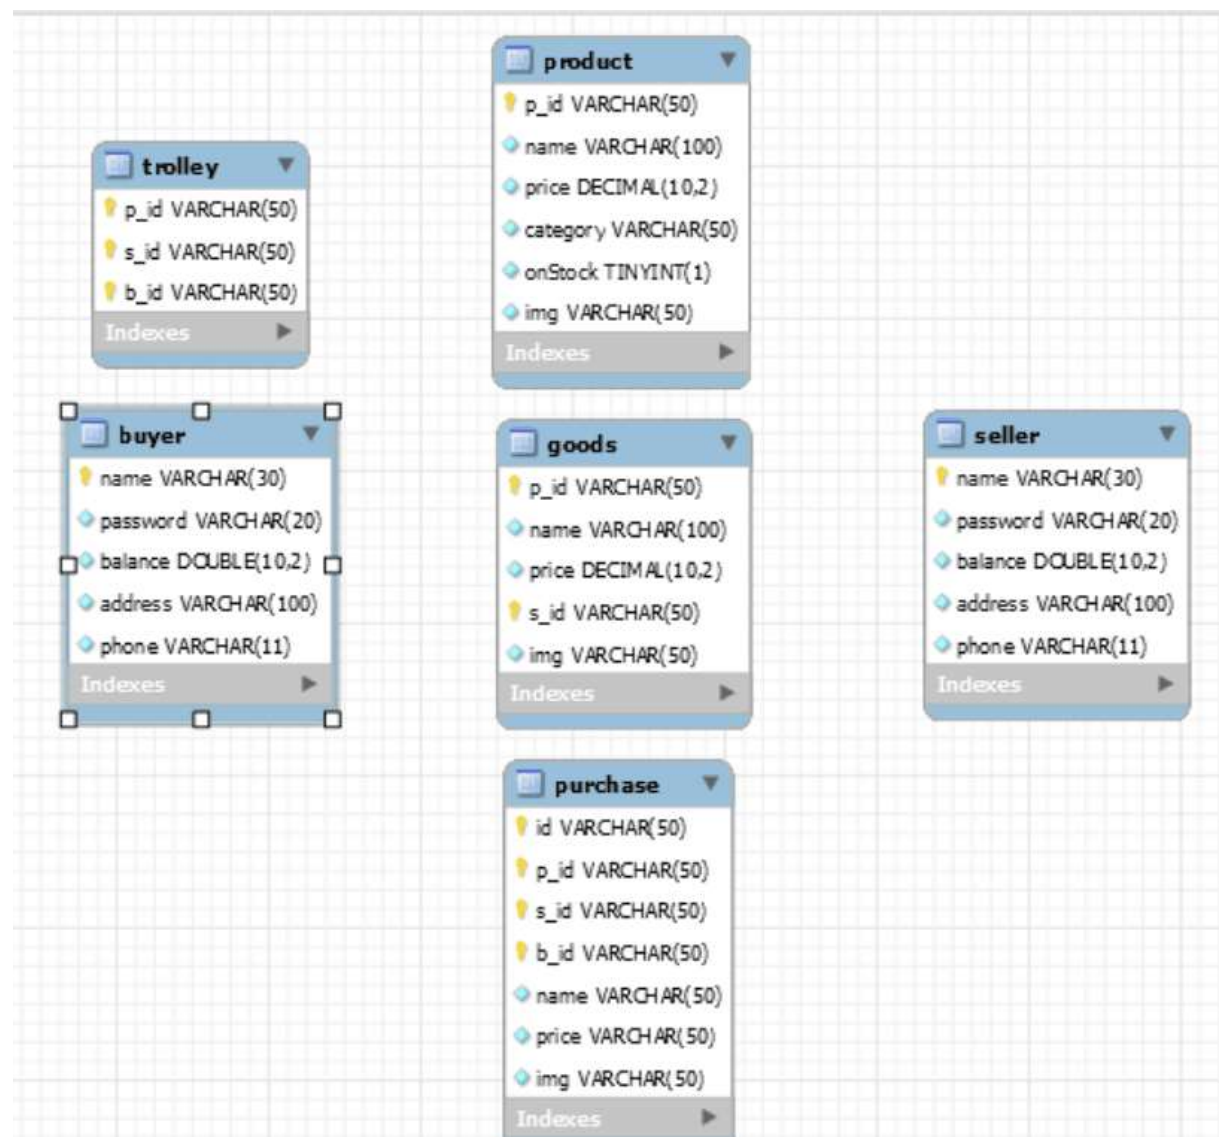 product
p_id VARCHAR(50)
name VARCHAR(100)
price DECIMAL(10,2)
category VARCHAR(50)
onStock TINYINT(1)
img VARCHAR(50)
Indexes
trolley
p_id VARCHAR(50)
s_id VARCHAR(50)
b_id VARCHAR(50)
Indexes
buyer
name VARCHAR(30)
password VARCHAR(20)
balance DOUBLE(10,2)
address VARCHAR(100)
phone VARCHAR(11)
Indexes
goods
p_id VARCHAR(50)
name VARCHAR(100)
price DECIMAL(10,2)
s_id VARCHAR(50)
img VARCHAR(50)
Indexes
seller
name VARCHAR(30)
password VARCHAR(20)
balance DOUBLE(10,2)
address VARCHAR(100)
phone VARCHAR(11)
Indexes
purchase
id VARCHAR(50)
p_id VARCHAR(50)
s_id VARCHAR(50)
b_id VARCHAR(50)
name VARCHAR(50)
price VARCHAR(50)
img VARCHAR(50)
Indexes